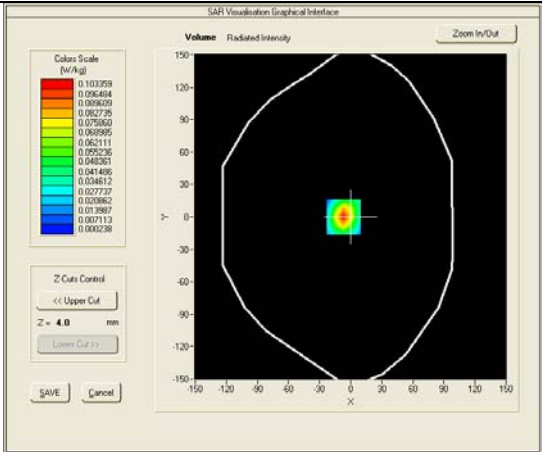 SAR Visualisation Graphical Interface
Volume Radiated Intensity
Zoom In/Out
Colors Scale
(W/kg)
0.103359
0.096484
0.089609
0.082735
0.075860
0.068985
0.062111
0.055236
0.048361
0.041486
0.034612
0.027737
0.020862
0.013987
0.007113
0.000238
Z-Cuts Control
<< Upper Cut
Z = 4.0 mm
Lower Cut >>
SAVE Cancel
150-
120-
90-
60-
30-
0-
-30-
-60-
-90-
-120-
-150-
Y
-150 -120 -90 -60 -30 0 30 60 90 120 150
X